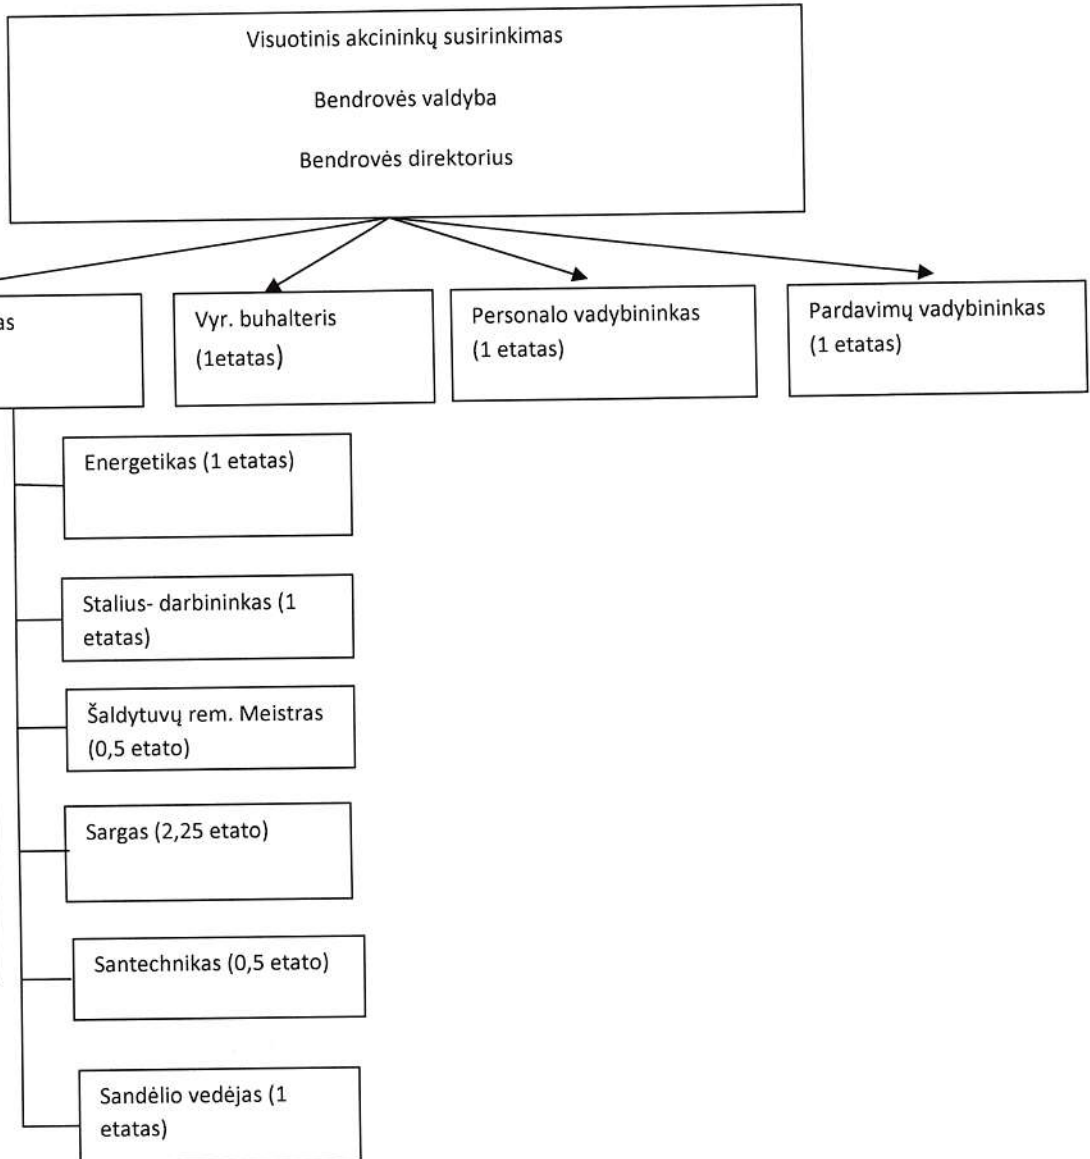 Visuotinis akcininkų susirinkimas
Bendrovės valdyba
Bendrovės direktorius
Vyr. buhalteris
(1etatas)
Personalo vadybininkas
(1 etatas)
Pardavimų vadybininkas
(1 etatas)
Energetikas (1 etatas)
Stalius- darbininkas (1
etatas)
Šaldytuvų rem. Meistras
(0,5 etato)
Sargas (2,25 etato)
Santechnikas (0,5 etato)
Sandėlio vedėjas (1
etatas)